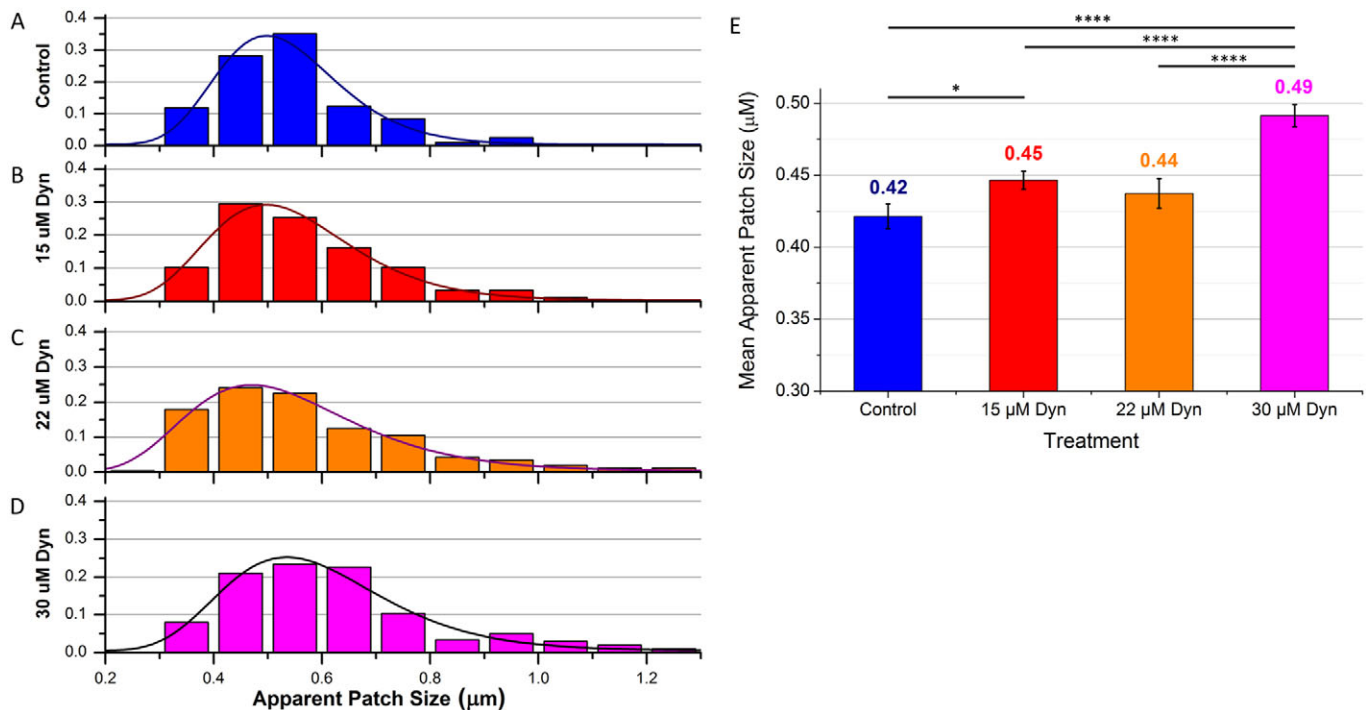 A
Control
0.4
0.3
0.2
0.1
0.0
B
15 uM Dyn
0.4
0.3
0.2
0.1
0.0
C
22 uM Dyn
0.4
0.3
0.2
0.1
0.0
D
30 uM Dyn
0.4
0.3
0.2
0.1
0.0
0.2 0.4 0.6 0.8 1.0 1.2
Apparent Patch Size (μm)
E
****
****
****
*
0.49
0.45
0.44
0.42
Mean Apparent Patch Size (μM)
0.50
0.45
0.40
0.35
0.30
Control 15 μM Dyn 22 μM Dyn 30 μM Dyn
Treatment